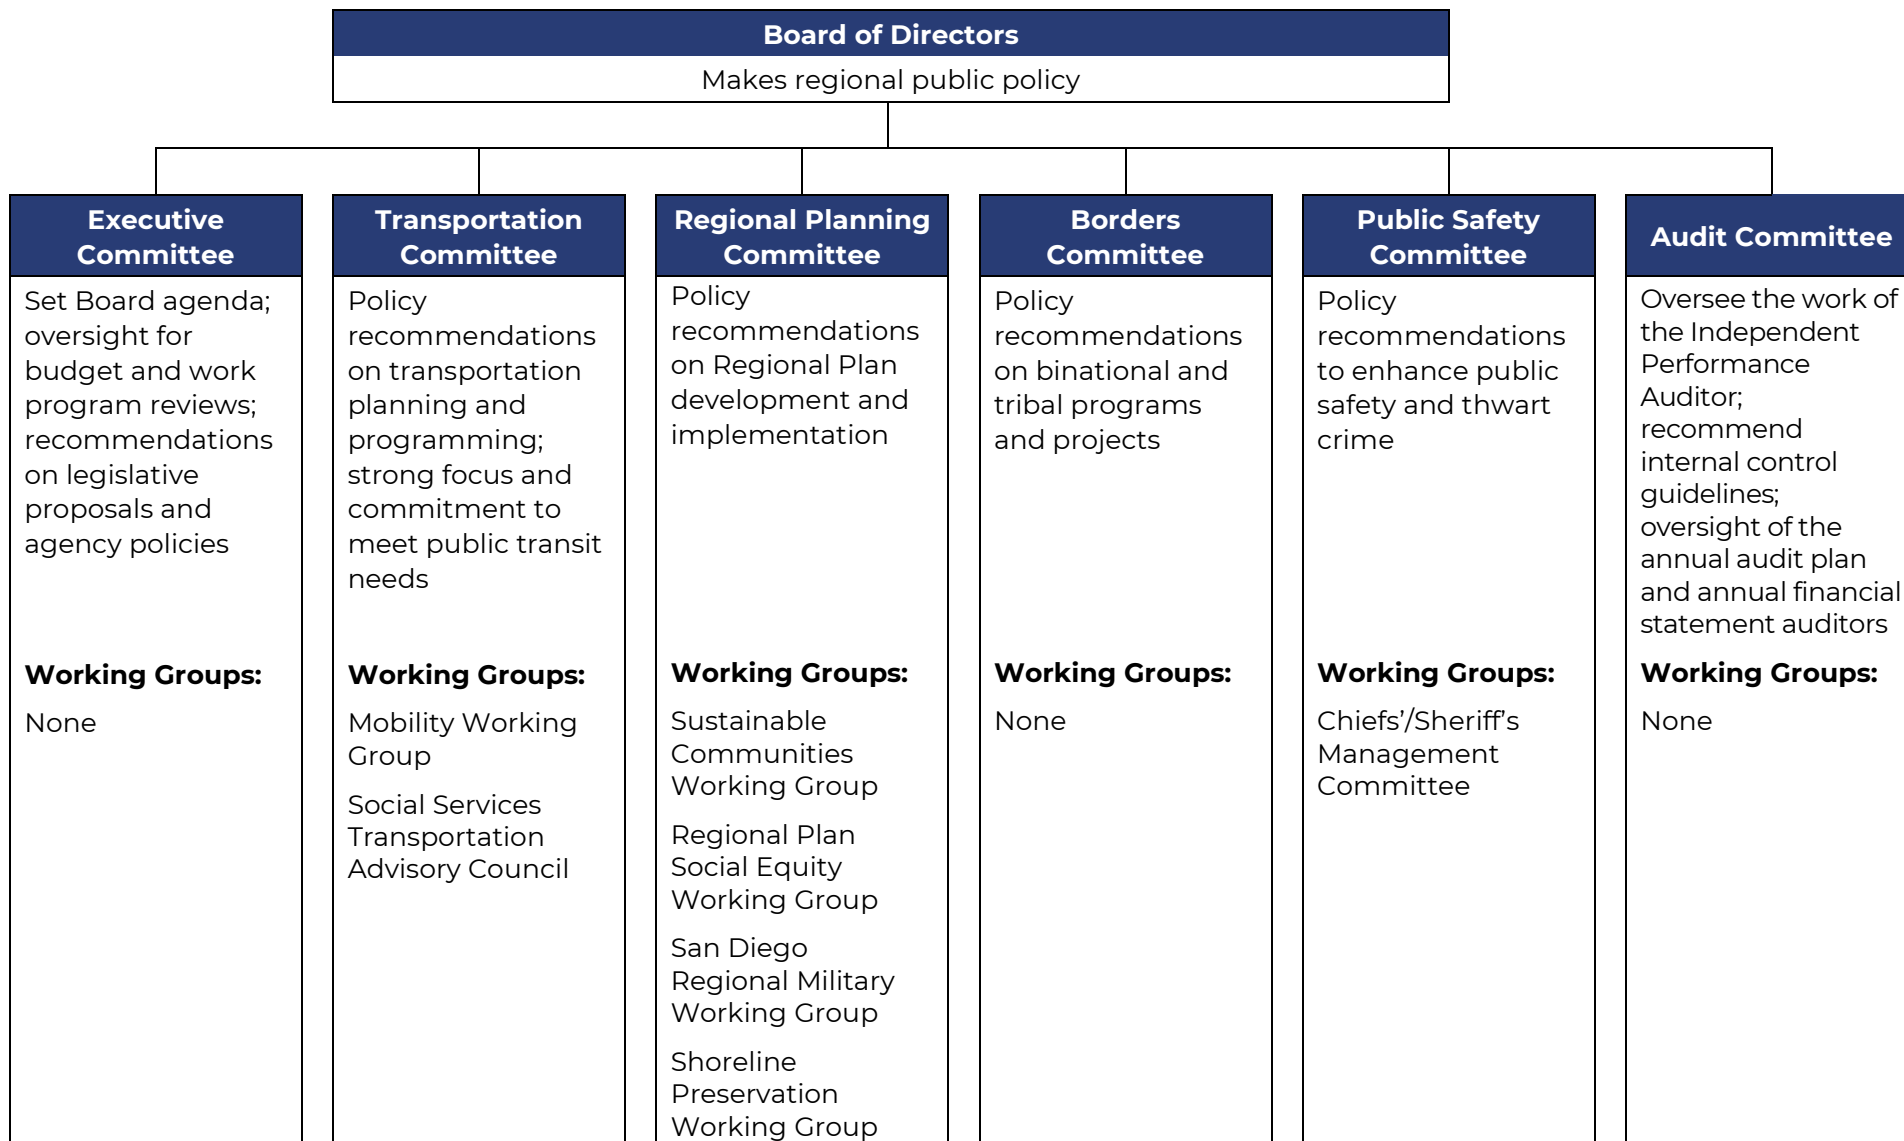 Board of Directors
Makes regional public policy
Executive
Committee
Set Board agenda;
oversight for
budget and work
program reviews;
recommendations
on legislative
proposals and
agency policies
Working Groups:
None
Transportation
Committee
Policy
recommendations
on transportation
planning and
programming;
strong focus and
commitment to
meet public transit
needs
Working Groups:
Mobility Working
Group
Social Services
Transportation
Advisory Council
Regional Planning
Committee
Policy
recommendations
on Regional Plan
development and
implementation
Working Groups:
Sustainable
Communities
Working Group
Regional Plan
Social Equity
Working Group
San Diego
Regional Military
Working Group
Shoreline
Preservation
Working Group
Borders
Committee
Policy
recommendations
on binational and
tribal programs
and projects
Working Groups:
None
Public Safety
Committee
Policy
recommendations
to enhance public
safety and thwart
crime
Working Groups:
Chiefs’/Sheriff’s
Management
Committee
Audit Committee
Oversee the work of
the Independent
Performance
Auditor;
recommend
internal control
guidelines;
oversight of the
annual audit plan
and annual financial
statement auditors
Working Groups:
None